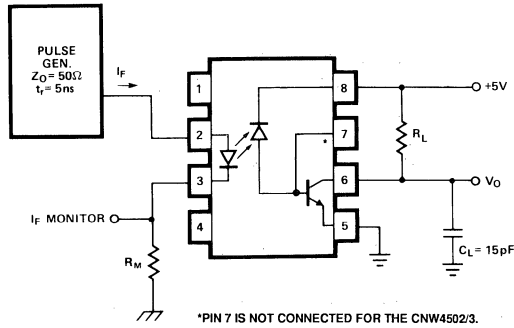 PULSE
GEN.
Z_O = 50Ω
t_r = 5ns
I_F
1
2
3
4
8
7
6
5
*
+5V
R_L
V_O
C_L = 15pF
I_F MONITOR
R_M
*PIN 7 IS NOT CONNECTED FOR THE CNW4502/3.